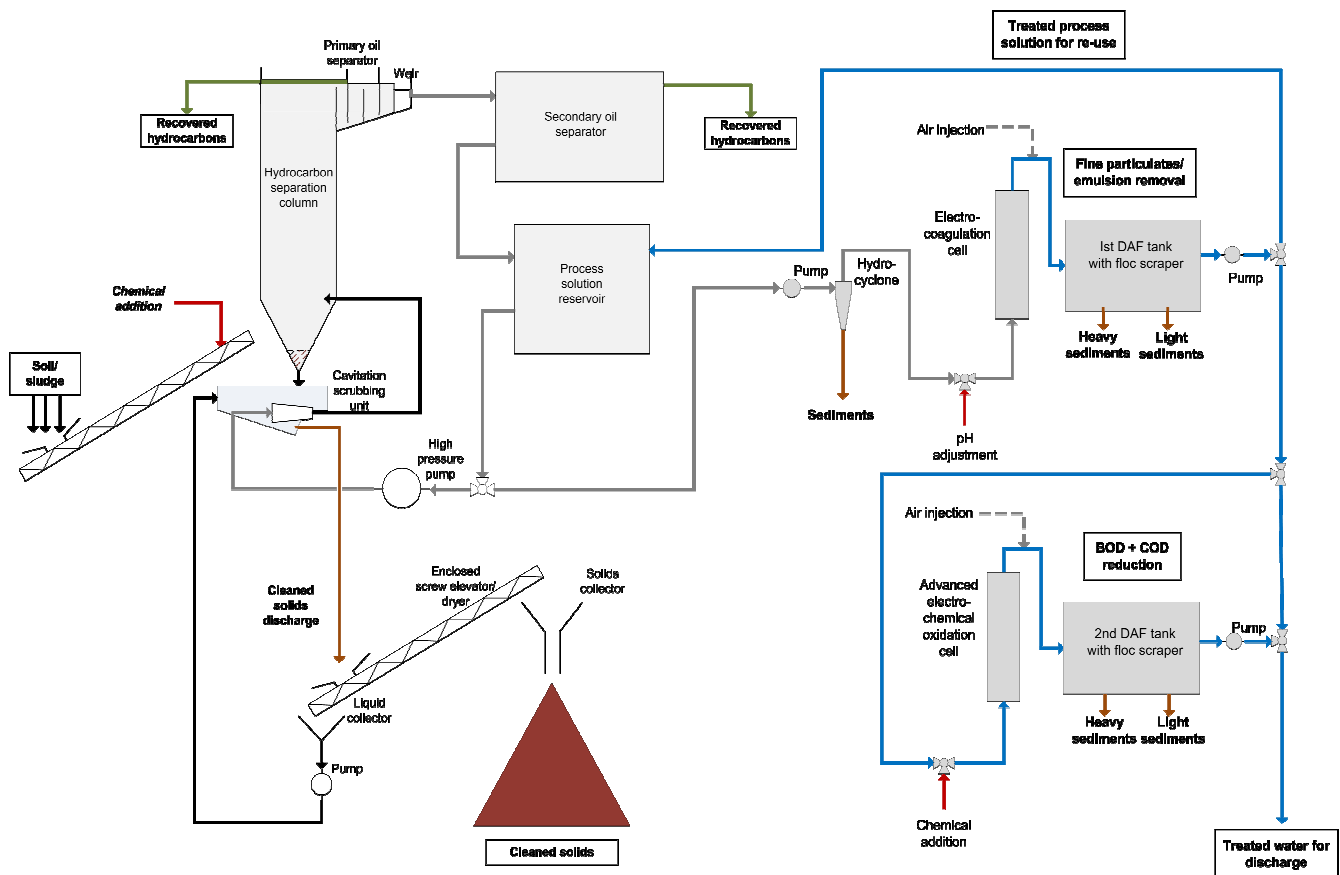 Treated process
solution for re-use
Primary oil
separator
Weir
Recovered
hydrocarbons
Secondary oil
separator
Recovered
hydrocarbons
Air Injection
Fine particulates/
emulsion removal
Hydrocarbon
separation
column
Electro-
coagulation
cell
Ist DAF tank
with floc scraper
Pump
Process
solution
reservoir
Pump
Hydro-
cyclone
Chemical
addition
Heavy
sediments
Light
sediments
Soil/
sludge
Cavitation
scrubbing
unit
Sediments
pH
adjustment
High
pressure
pump
Air injection
BOD + COD
reduction
Enclosed
screw elevator/
dryer
Solids
collector
Cleaned
solids
discharge
Advanced
electro-
chemical
oxidation
cell
2nd DAF tank
with floc scraper
Pump
Liquid
collector
Heavy
sediments
Light
sediments
Pump
Chemical
addition
Cleaned solids
Treated water for
discharge